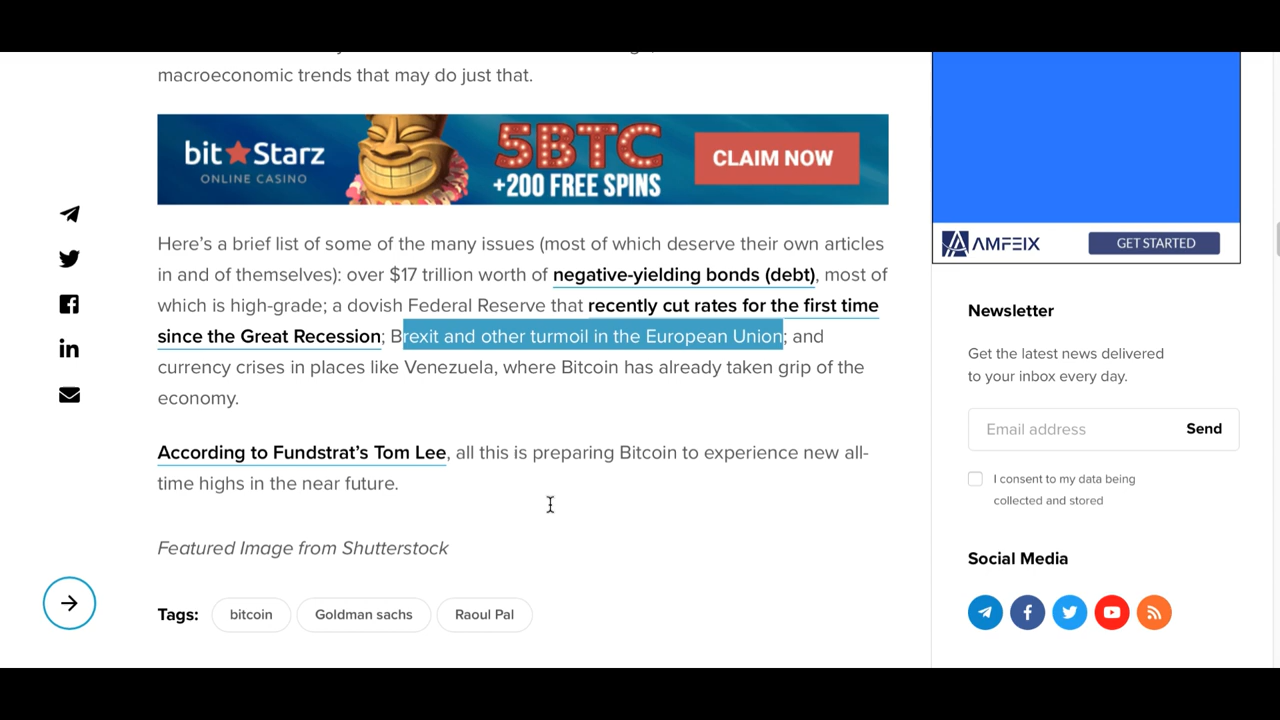 macroeconomic trends that may do just that.
bit Starz
ONLINE CASINO
5BTC
+200 FREE SPINS
CLAIM NOW
Here’s a brief list of some of the many issues (most of which deserve their own articles
in and of themselves): over $17 trillion worth of negative-yielding bonds (debt), most of
which is high-grade; a dovish Federal Reserve that recently cut rates for the first time
since the Great Recession; Brexit and other turmoil in the European Union; and
currency crises in places like Venezuela, where Bitcoin has already taken grip of the
economy.
According to Fundstrat’s Tom Lee, all this is preparing Bitcoin to experience new all-
time highs in the near future.
Featured Image from Shutterstock
Tags: bitcoin Goldman sachs Raoul Pal
AMFEIX GET STARTED
Newsletter
Get the latest news delivered
to your inbox every day.
Email address Send
I consent to my data being
collected and stored
Social Media